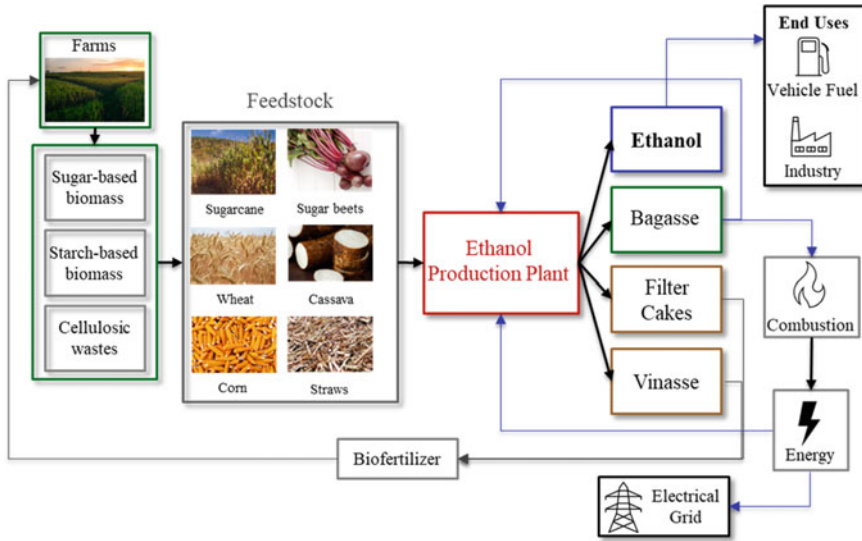 Farms
Sugar-based
biomass
Starch-based
biomass
Cellulosic
wastes
Feedstock
Sugarcane
Sugar beets
Wheat
Cassava
Corn
Straws
Ethanol
Production Plant
Ethanol
Bagasse
Filter
Cakes
Vinasse
End Uses
Vehicle Fuel
Industry
Combustion
Energy
Electrical
Grid
Biofertilizer